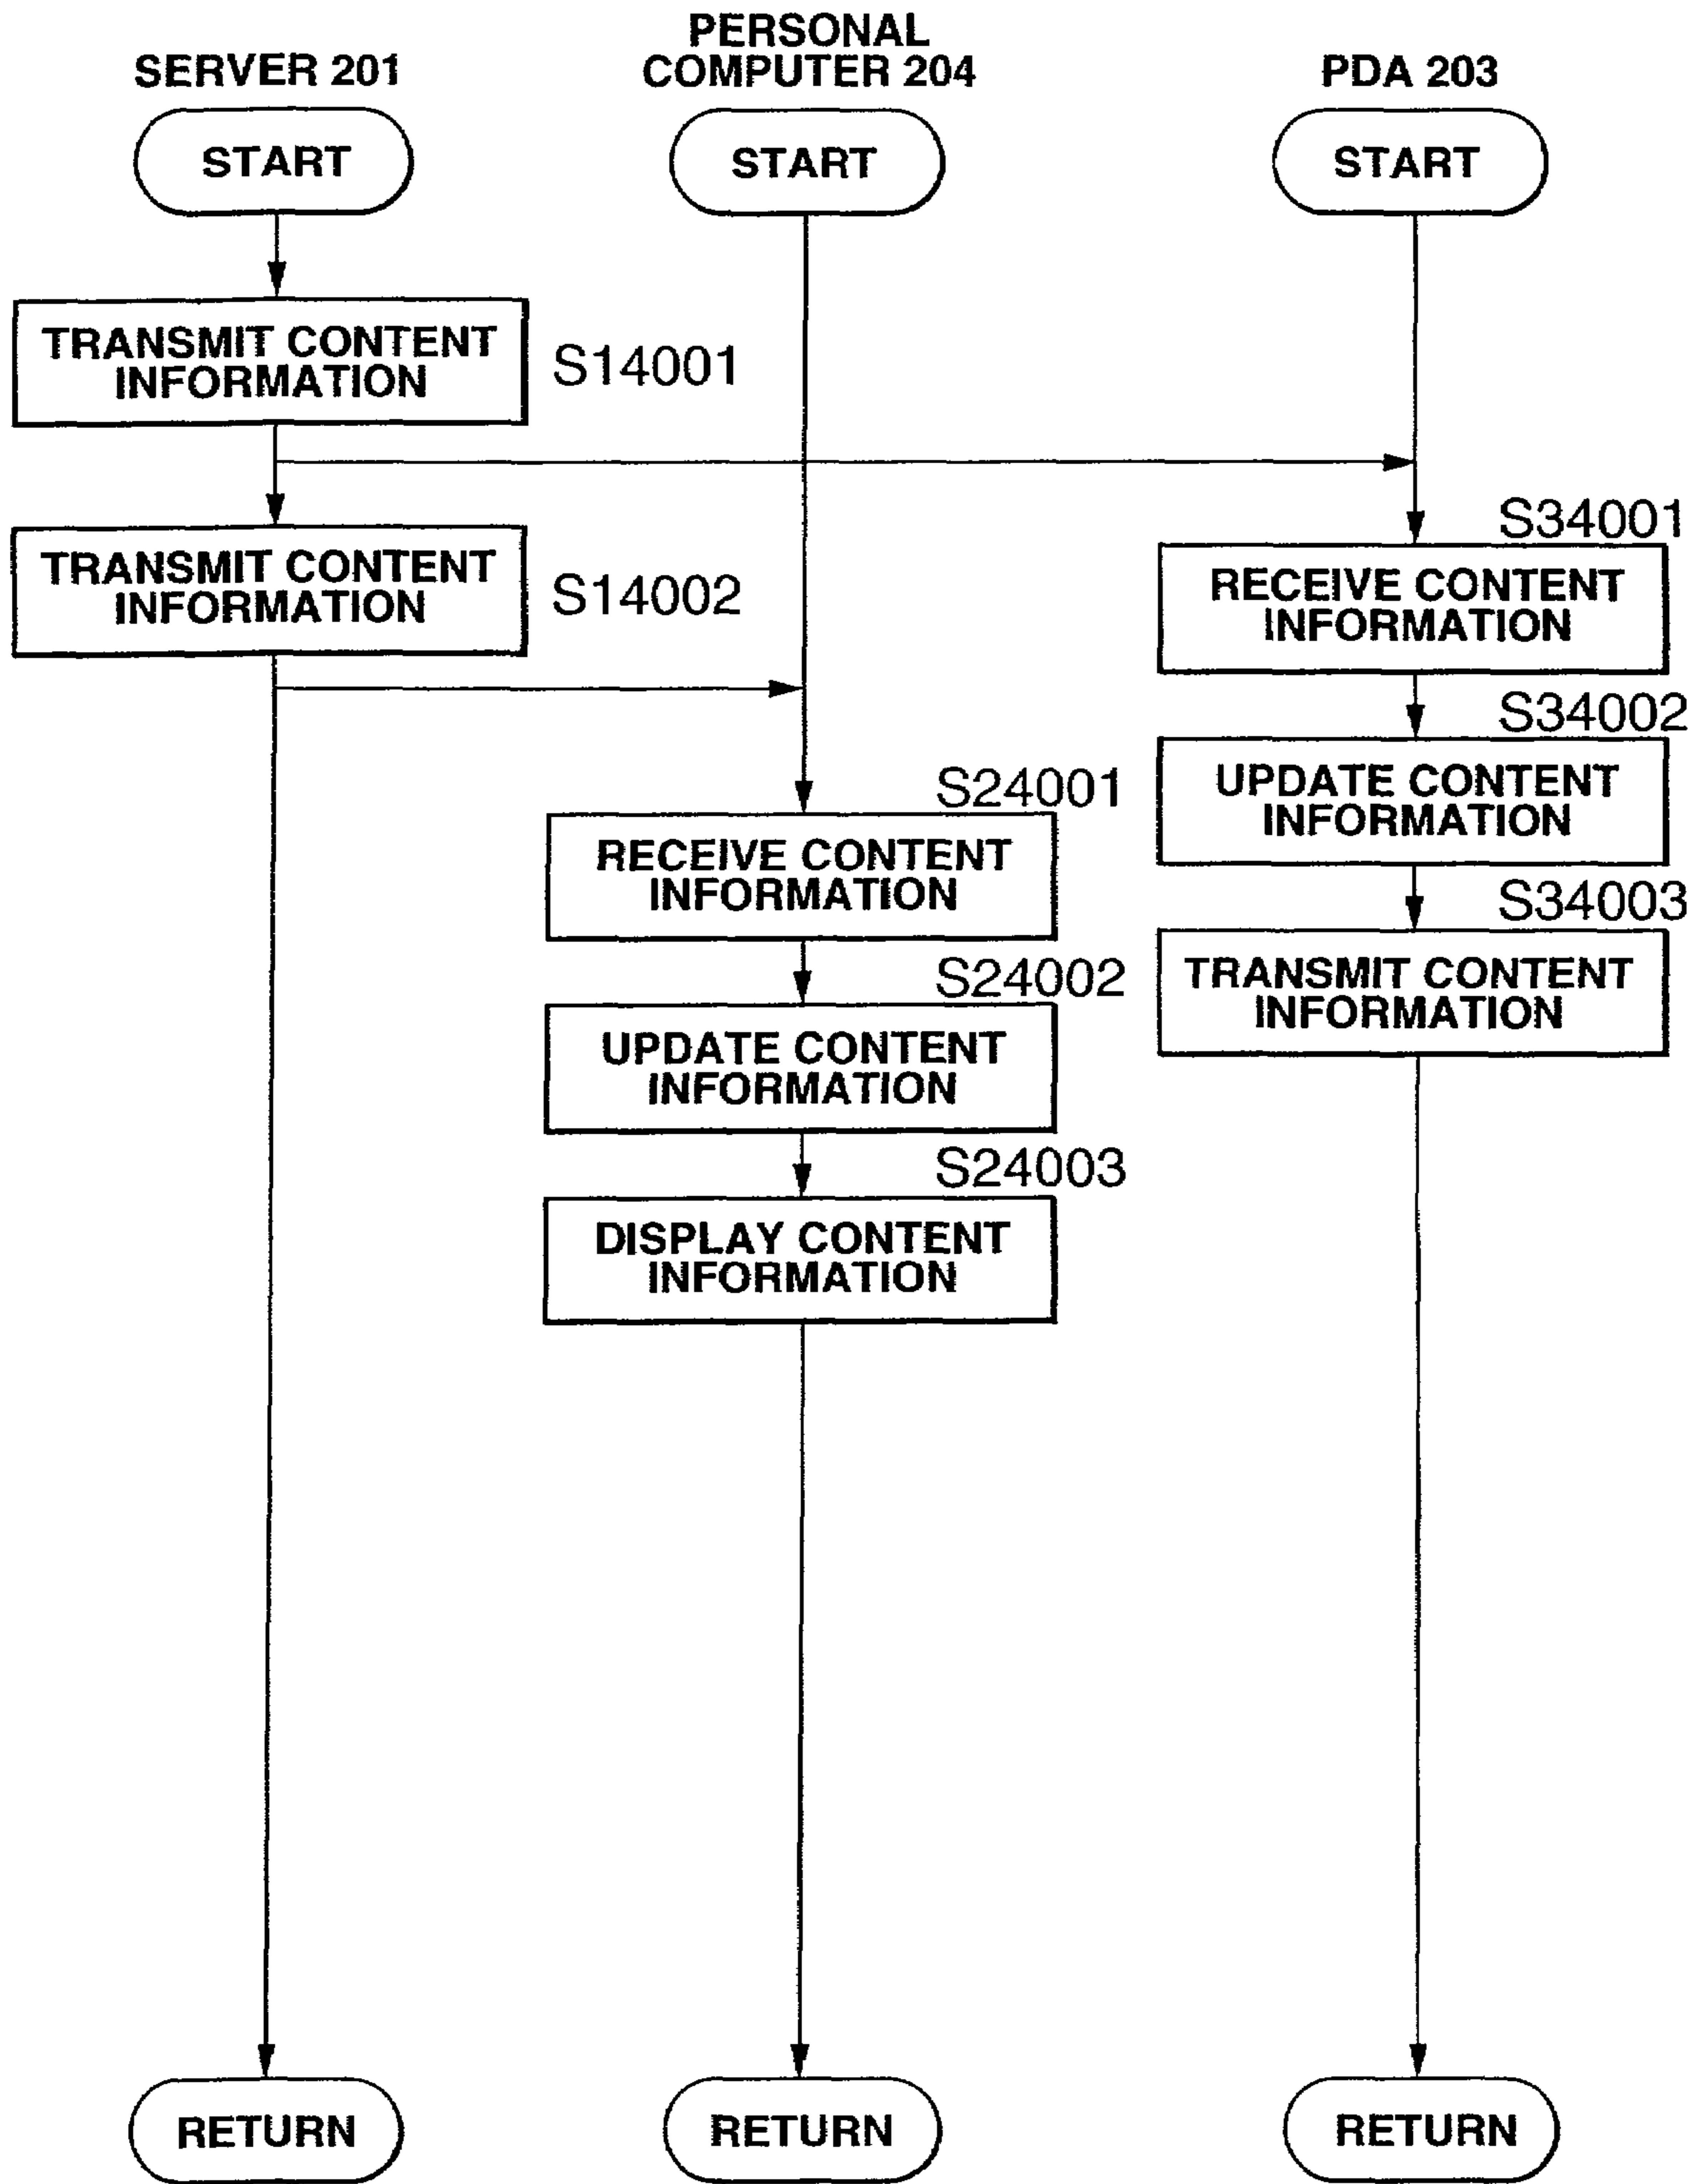 SERVER 201
PERSONAL
COMPUTER 204
PDA 203
START
START
START
TRANSMIT CONTENT
INFORMATION
S14001
TRANSMIT CONTENT
INFORMATION
S14002
S34001
RECEIVE CONTENT
INFORMATION
S34002
UPDATE CONTENT
INFORMATION
S24001
RECEIVE CONTENT
INFORMATION
S34003
TRANSMIT CONTENT
INFORMATION
S24002
UPDATE CONTENT
INFORMATION
S24003
DISPLAY CONTENT
INFORMATION
RETURN
RETURN
RETURN